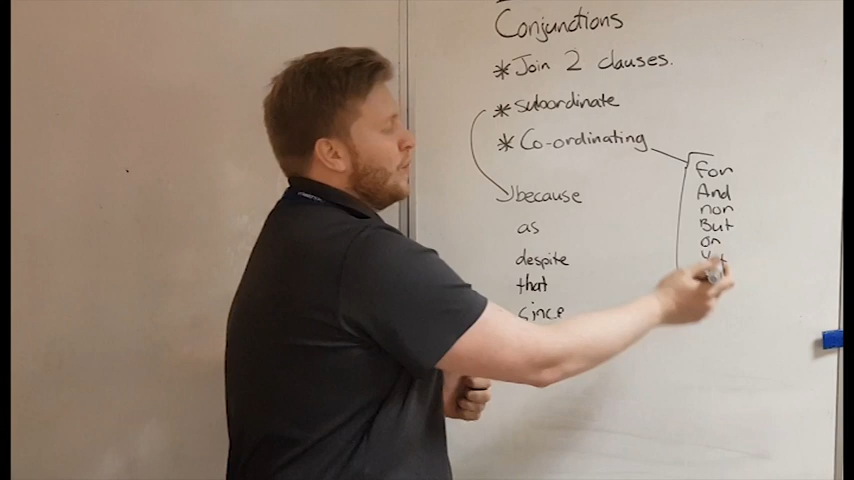 Conjunctions
* Join 2 clauses.
* subordinate
* Co-ordinating
because
as
despite
that
since
For
And
nor
But
or